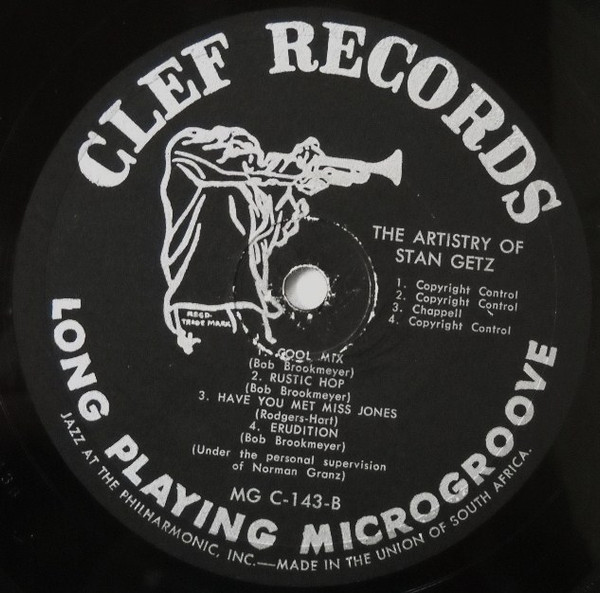 CLEF RECORDS
THE ARTISTRY OF
STAN GETZ
1. Copyright Control
2. Copyright Control
3. Chappell
4. Copyright Control
REGD.
TRADE MARK
1. COOL MIX
(Bob Brookmeyer)
2. RUSTIC HOP
(Bob Brookmeyer)
3. HAVE YOU MET MISS JONES
(Rodgers-Hart)
4. ERUDITION
(Bob Brookmeyer)
(Under the personal supervision
of Norman Granz)
MG C-143-B
LONG PLAYING MICROGROOVE
JAZZ AT THE PHILHARMONIC, INC.—MADE IN THE UNION OF SOUTH AFRICA.